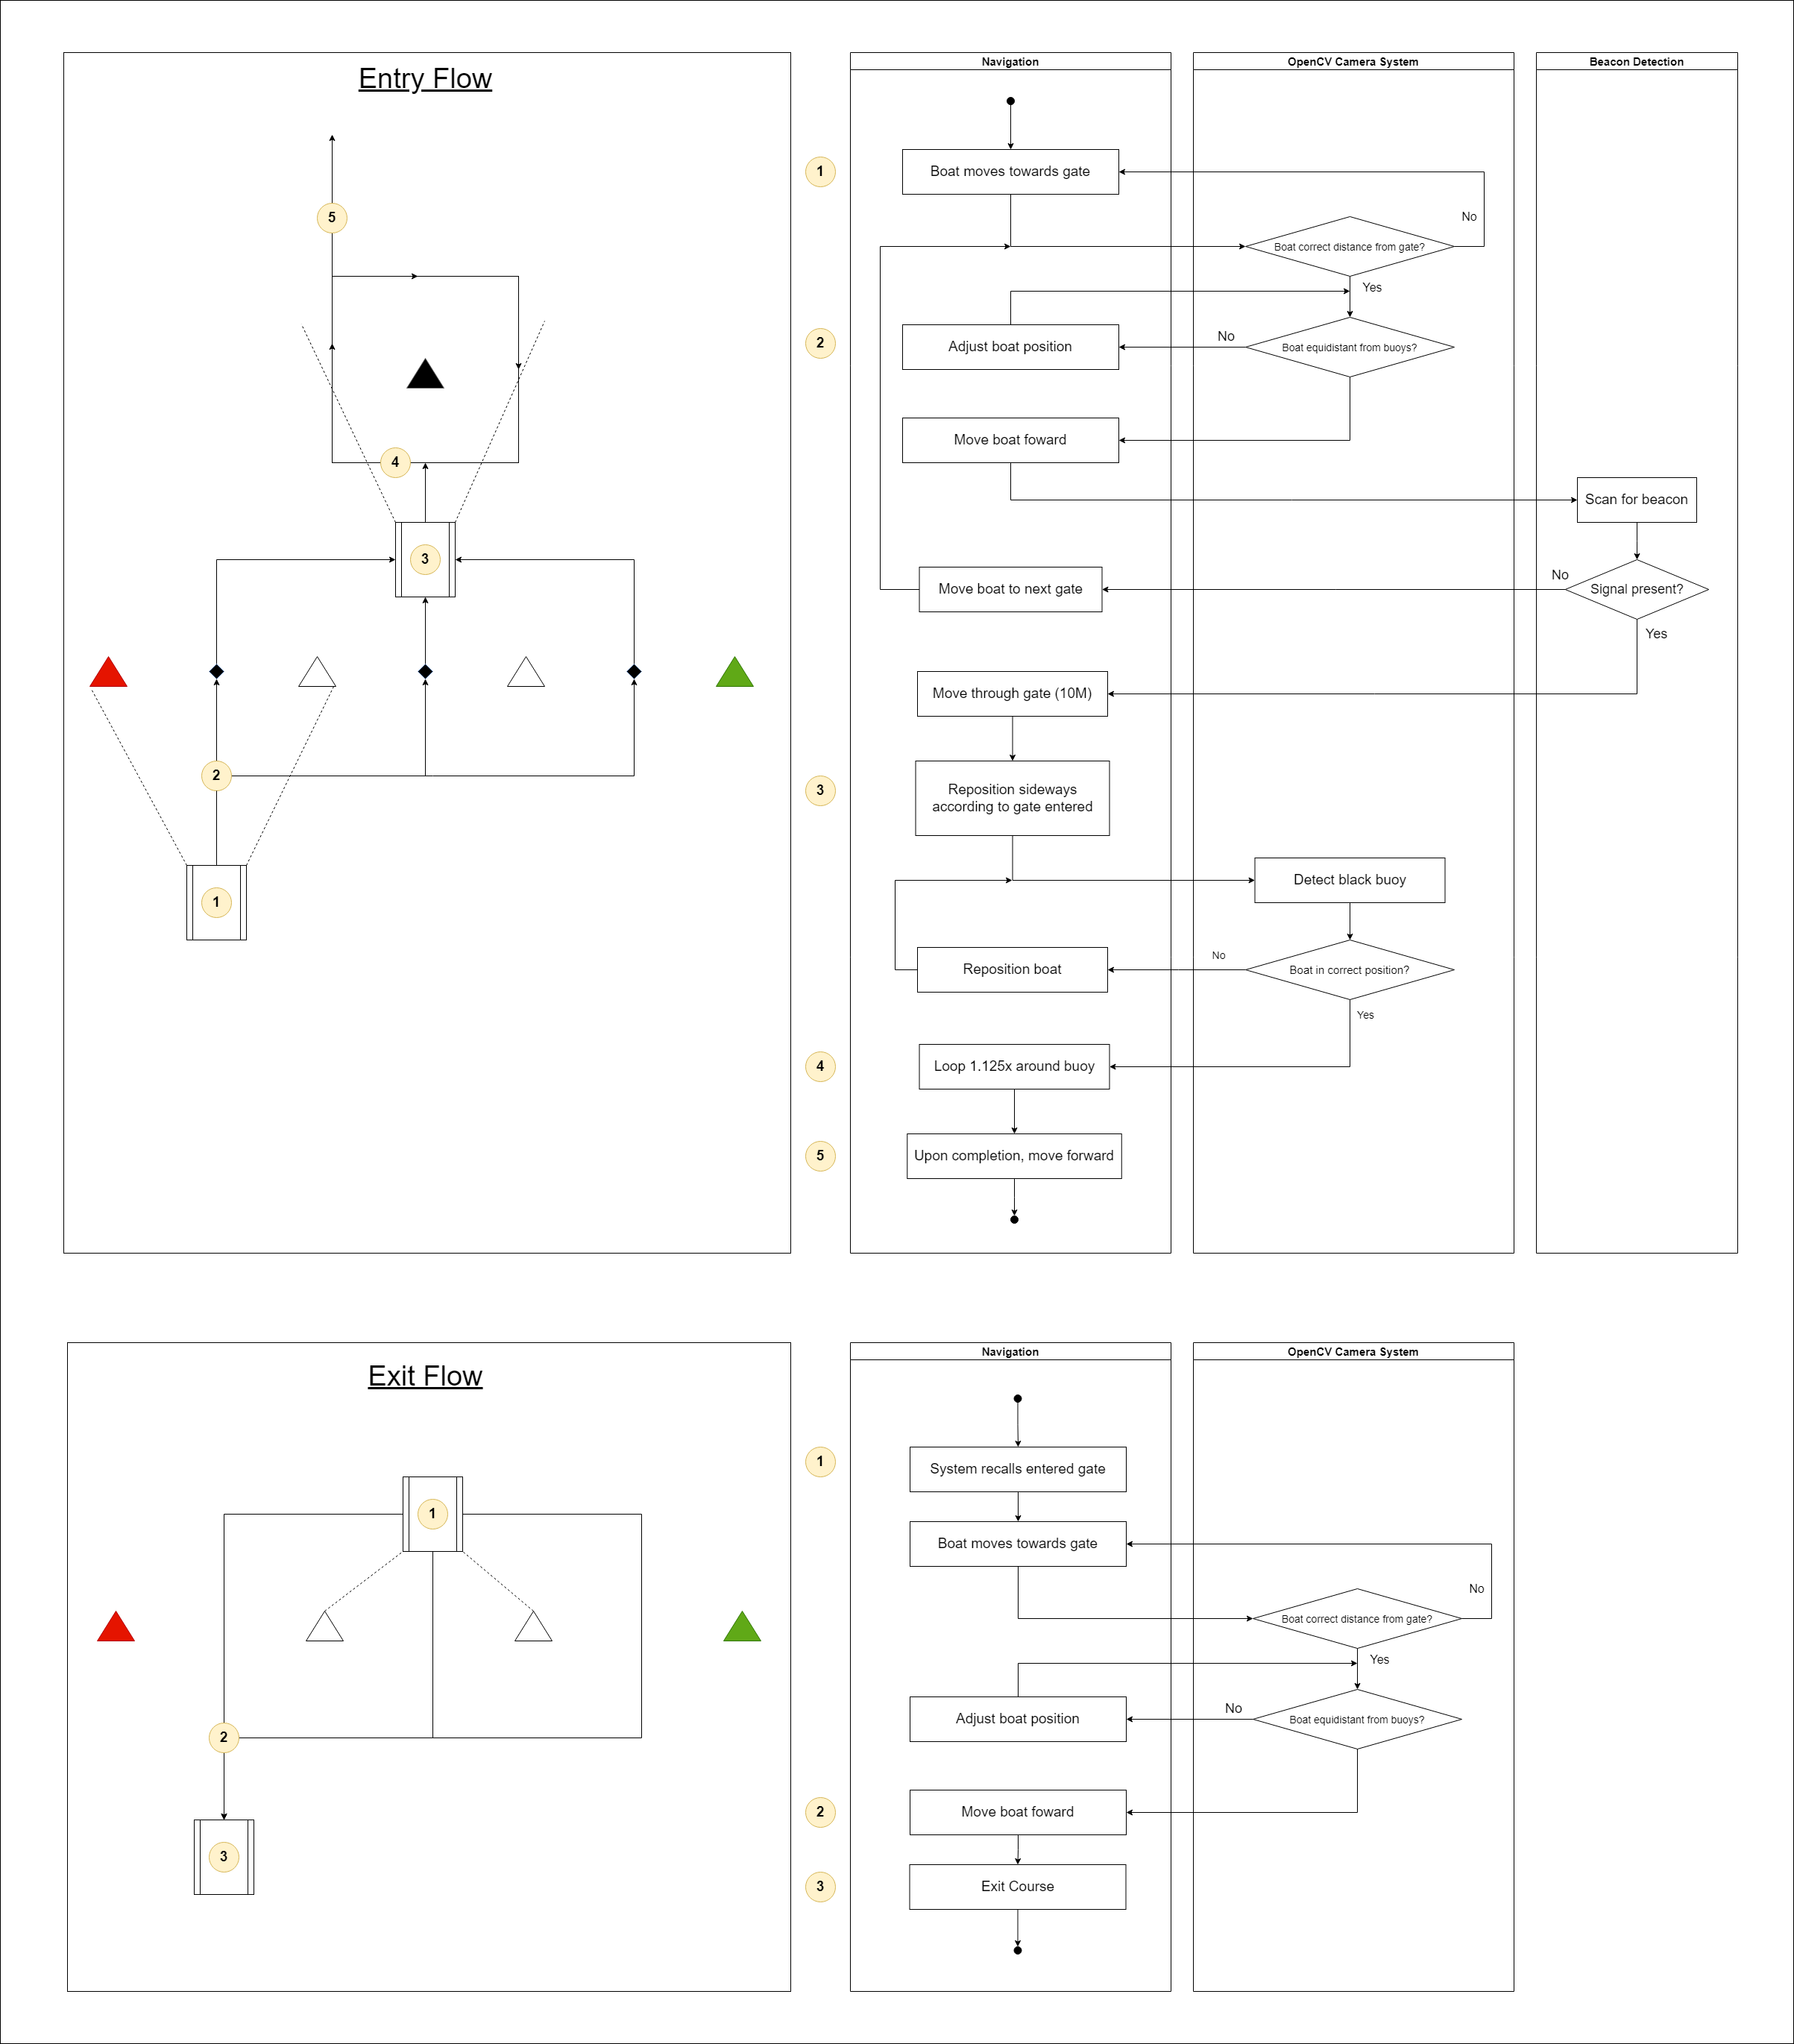 Entry Flow
5
4
3
2
1
Navigation
OpenCV Camera System
Beacon Detection
1
Boat moves towards gate
No
Boat correct distance from gate?
Yes
2
Adjust boat position
No
Boat equidistant from buoys?
Move boat foward
Scan for beacon
Move boat to next gate
No
Signal present?
Yes
Move through gate (10M)
3
Reposition sideways
according to gate entered
Detect black buoy
Reposition boat
No
Boat in correct position?
Yes
4
Loop 1.125x around buoy
5
Upon completion, move forward
Exit Flow
1
2
3
Navigation
OpenCV Camera System
1
System recalls entered gate
Boat moves towards gate
No
Boat correct distance from gate?
Yes
Adjust boat position
No
Boat equidistant from buoys?
2
Move boat foward
3
Exit Course